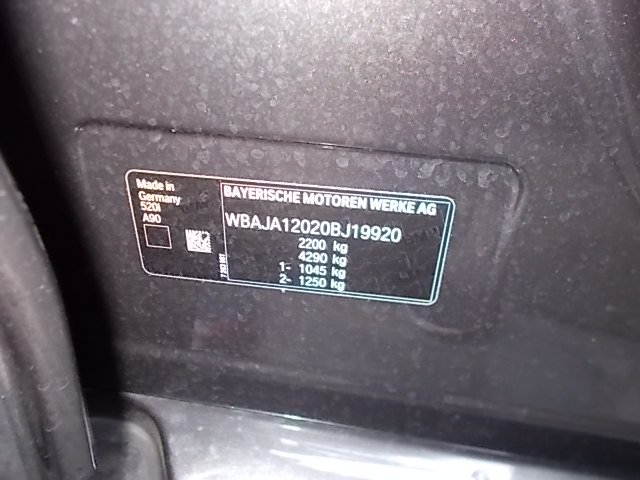 Made in
Germany
520i
A90
BAYERISCHE MOTOREN WERKE AG
WBAJA12020BJ19920
2200 kg
4290 kg
1- 1045 kg
2- 1250 kg